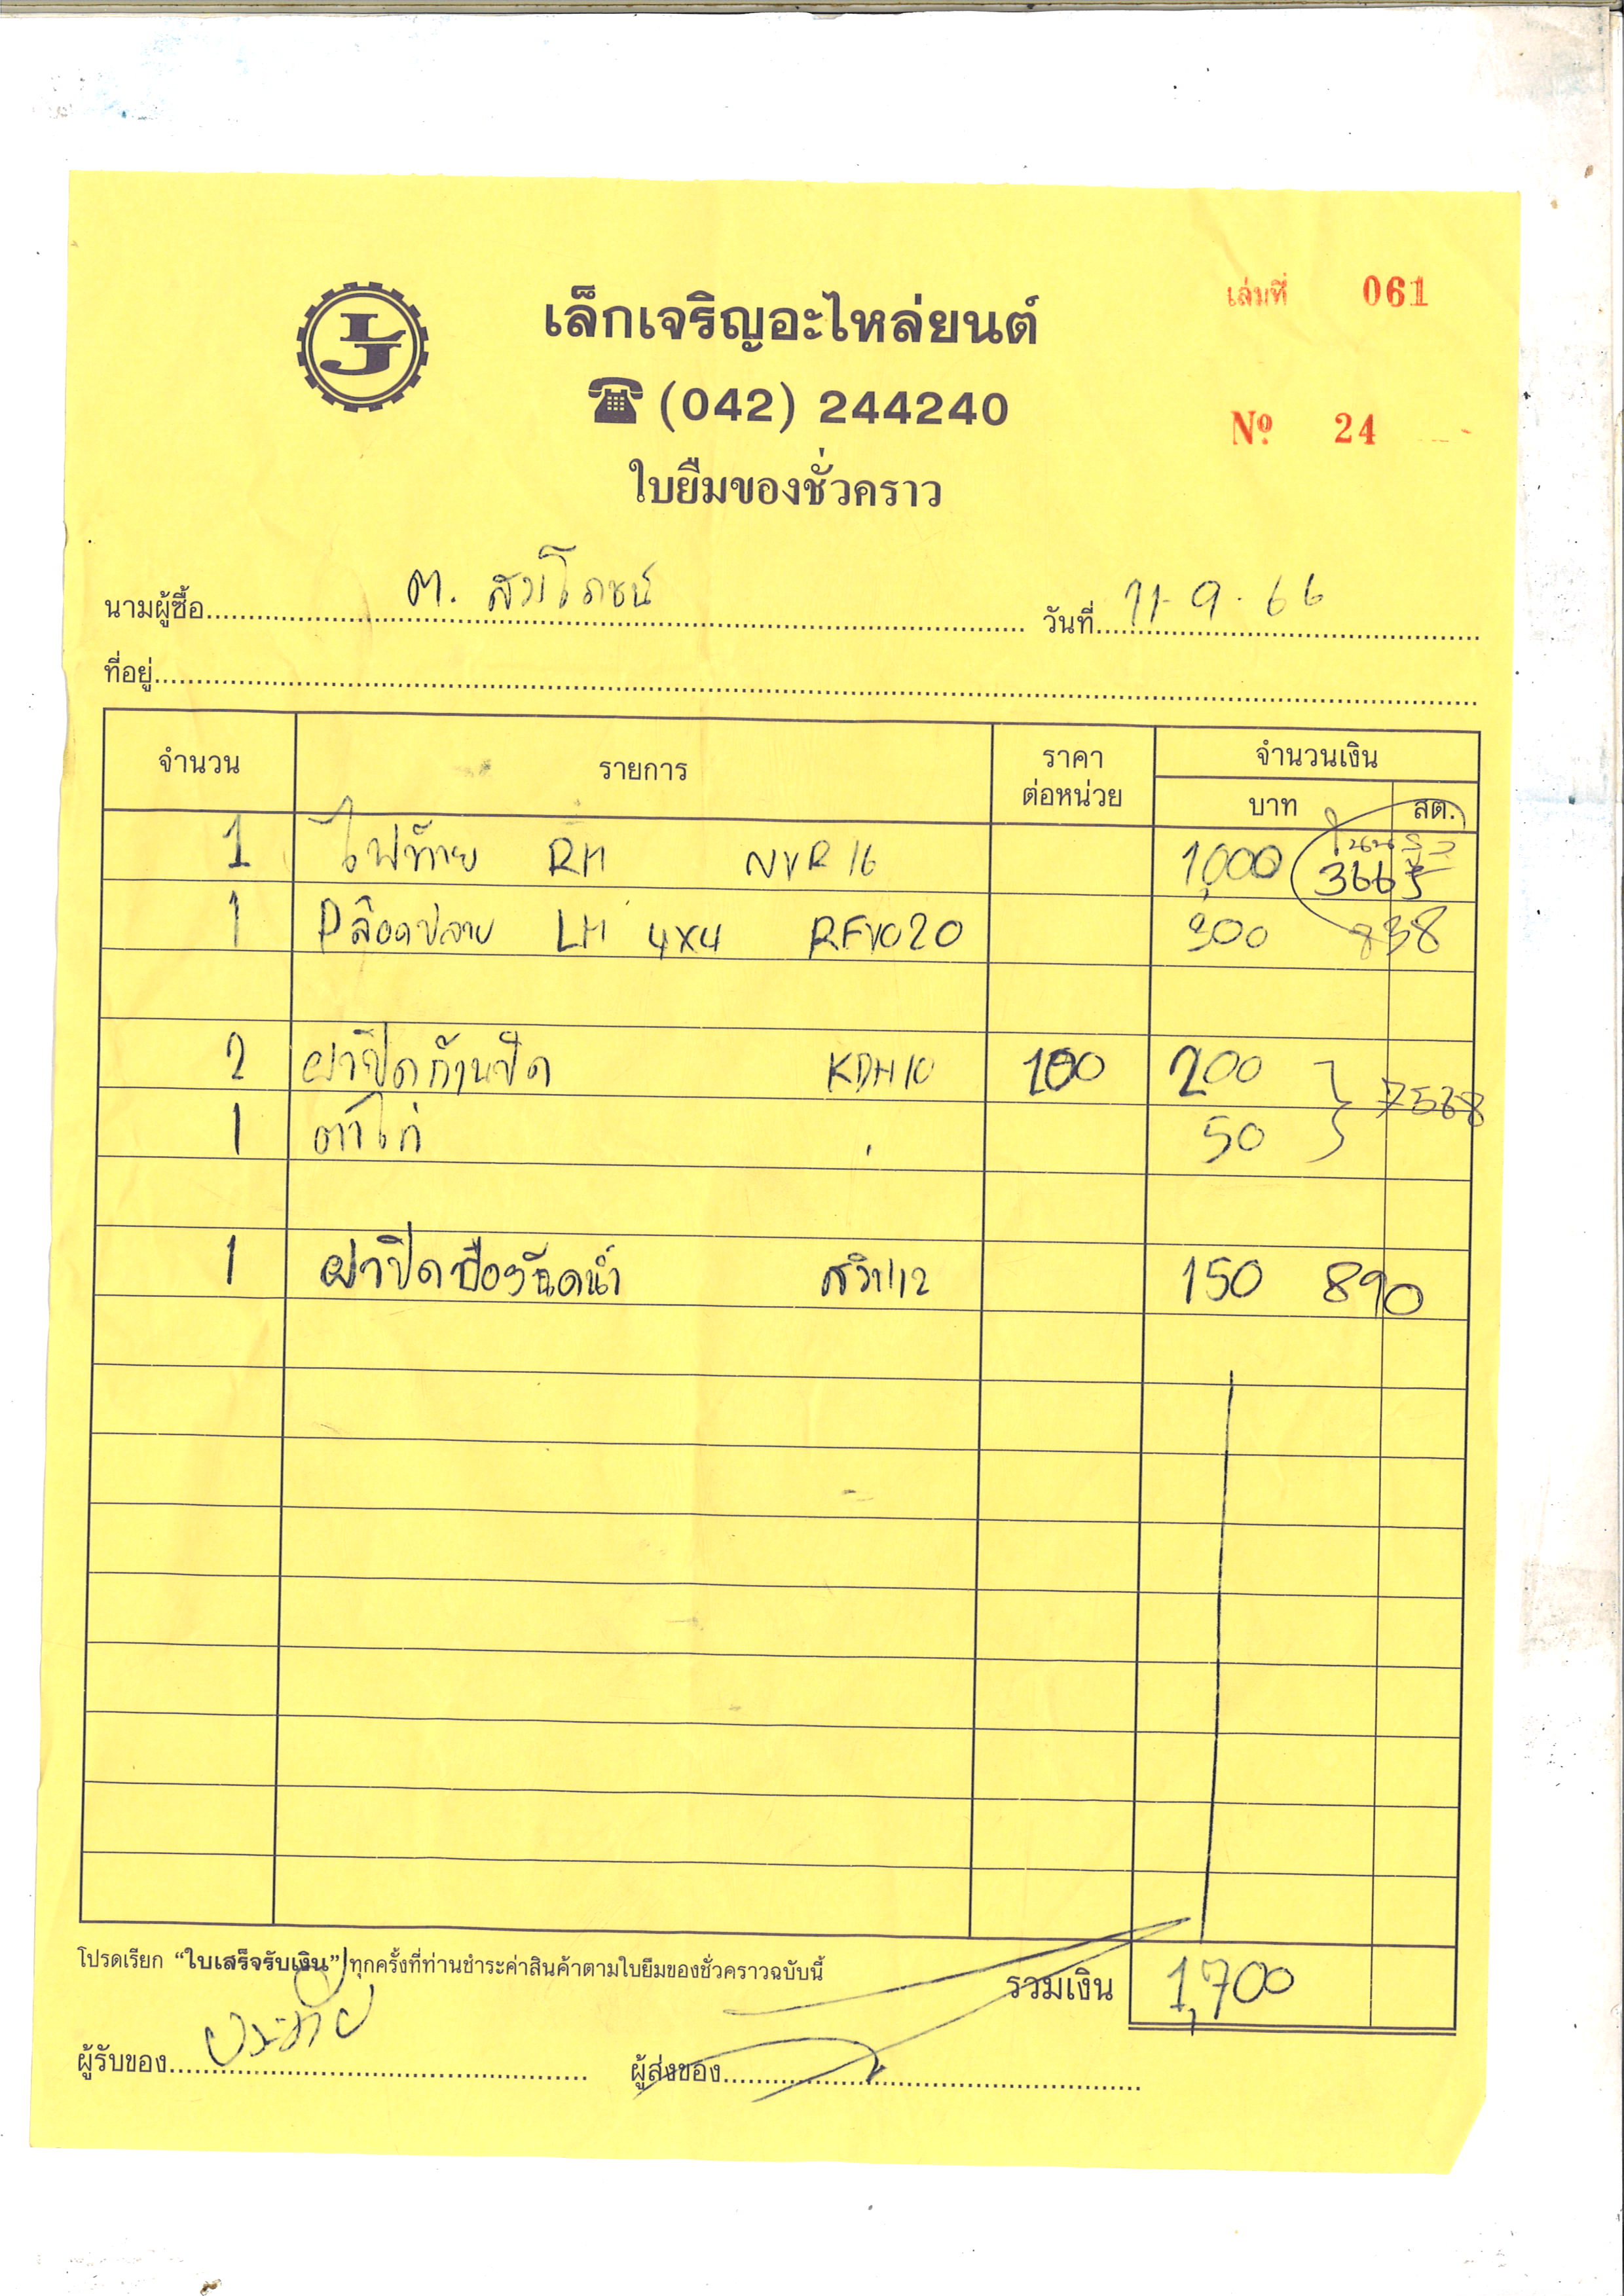 LJ
เล็กเจริญอะไหล่ยนต์
เล่มที่ 061
(042) 244240
Nº 24
ใบยืมของชั่วคราว
นามผู้ซื้อ ต. สวโภชน์ วันที่ 11-9-66
ที่อยู่
จำนวน รายการ ราคา ต่อหน่วย จำนวนเงิน
บาท สต.
1 ไฟท้าย RH NVR16 1,000 3665
1 Pล๊อคปลาย LH 4X4 RFV020 300 838
2 ฝาปิดก้านปัด KDH10 100 200 7588
1 50
1 ฝาปิดป๋องฉีดน้ำ 150 890
โปรดเรียก “ใบเสร็จรับเงิน” ทุกครั้งที่ท่านชำระค่าสินค้าตามใบยืมของชั่วคราวฉบับนี้
รวมเงิน 1,700
ผู้รับของ ผู้ส่งของ